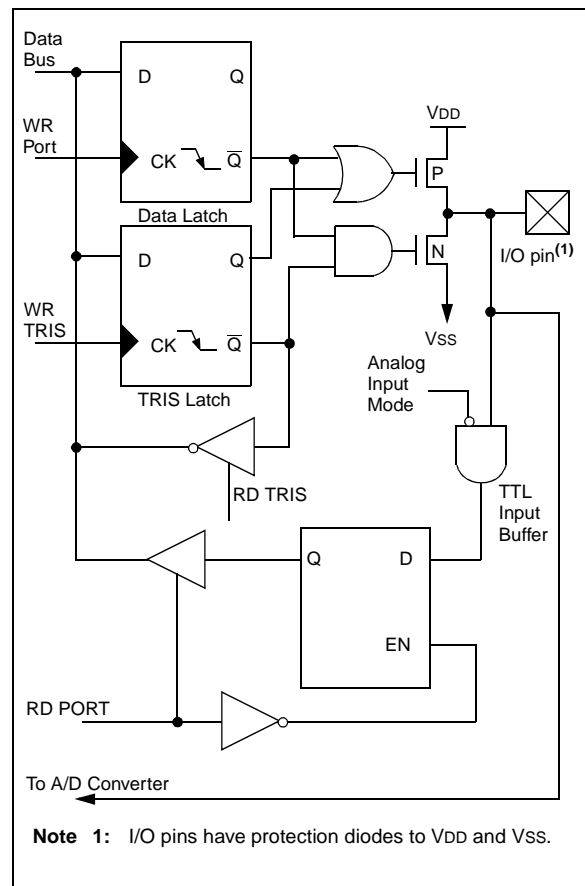 Data
Bus
D Q
WR
Port
CK Q
Data Latch
VDD
P
I/O pin(1)
N
VSS
D Q
WR
TRIS
CK Q
TRIS Latch
Analog
Input
Mode
RD TRIS
TTL
Input
Buffer
Q D
EN
RD PORT
To A/D Converter
Note 1: I/O pins have protection diodes to VDD and VSS.